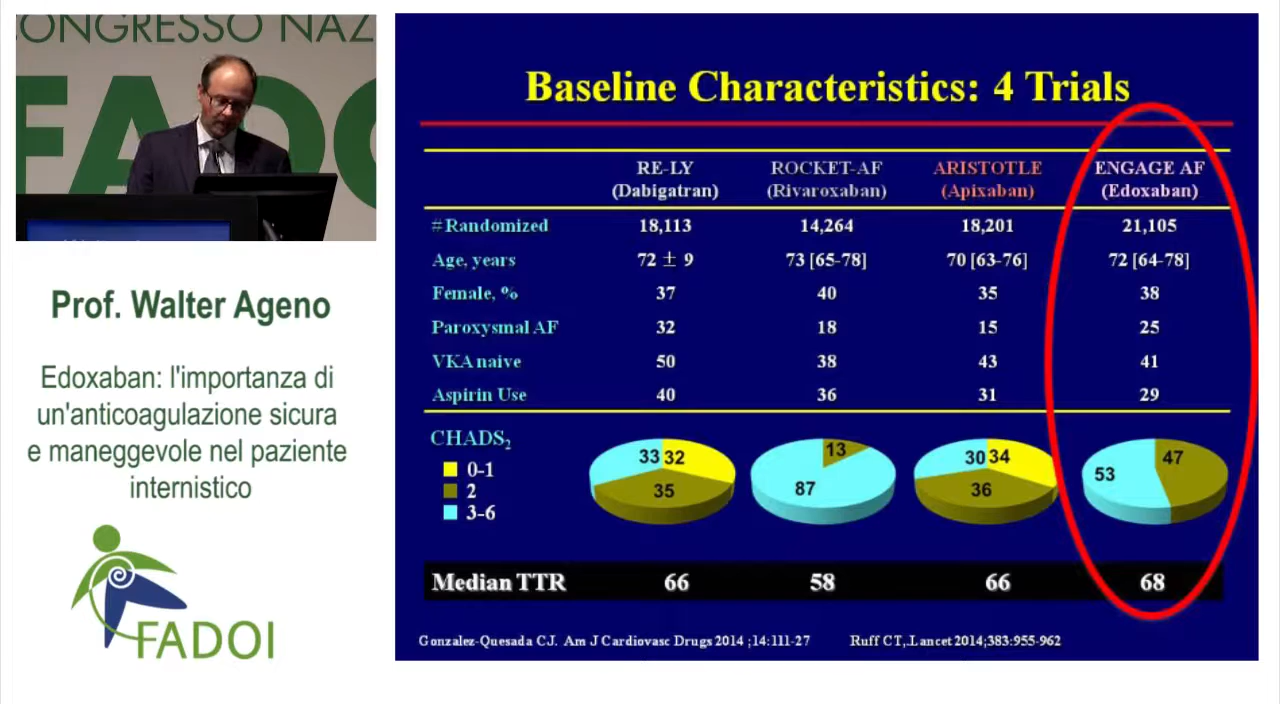 CONGRESSO NAZ
FADO
Prof. Walter Ageno
Edoxaban: l'importanza di
un'anticoagulazione sicura
e maneggevole nel paziente
internistico
FADOI
Baseline Characteristics: 4 Trials
RE-LY ROCKET-AF ARISTOTLE ENGAGE AF
(Dabigatran) (Rivaroxaban) (Apixaban) (Edoxaban)
# Randomized 18,113 14,264 18,201 21,105
Age, years 72 ± 9 73 [65-78] 70 [63-76] 72 [64-78]
Female, % 37 40 35 38
Paroxysmal AF 32 18 15 25
VKA naive 50 38 43 41
Aspirin Use 40 36 31 29
CHADS₂
0-1
2
3-6
33 32 35
13 87
30 34 36
53 47
Median TTR 66 58 66 68
Gonzalez-Quesada CJ. Am J Cardiovasc Drugs 2014 ;14:111-27 Ruff CT,.Lancet 2014;383:955-962